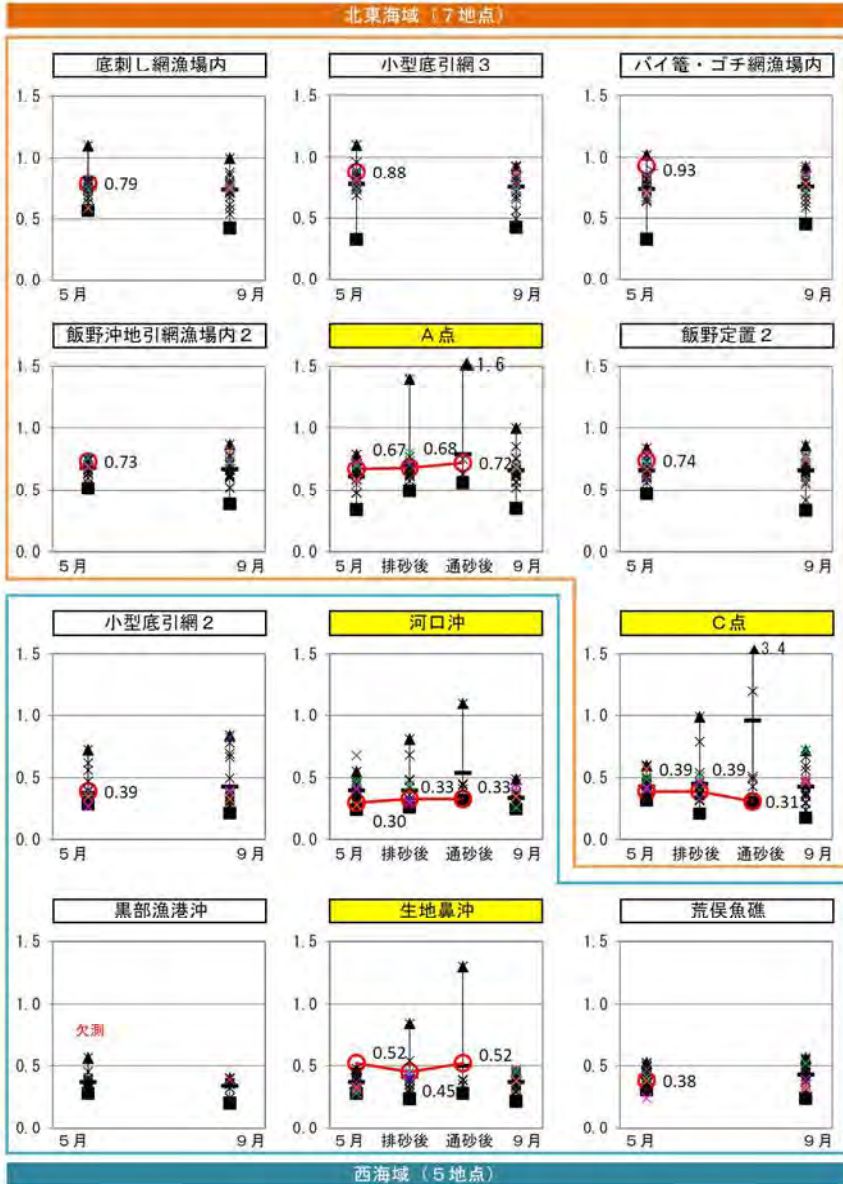 北東海域（7地点）
底刺し網漁場内
小型底引網3
バイ篭・ゴチ網漁場内
1.5
1.0
0.5
0.0
0.79
5月
9月
1.5
1.0
0.5
0.0
0.88
5月
9月
1.5
1.0
0.5
0.0
0.93
5月
9月
飯野沖地引網漁場内2
A点
飯野定置2
1.5
1.0
0.5
0.0
0.73
5月
9月
1.5
1.0
0.5
0.0
1.6
0.67
0.68
0.72
5月
排砂後
通砂後
9月
1.5
1.0
0.5
0.0
0.74
5月
9月
小型底引網2
河口沖
C点
1.5
1.0
0.5
0.0
0.39
5月
9月
1.5
1.0
0.5
0.0
0.30
0.33
0.33
5月
排砂後
通砂後
9月
1.5
1.0
0.5
0.0
3.4
0.39
0.39
0.31
5月
排砂後
通砂後
9月
黒部漁港沖
生地鼻沖
荒俣魚礁
1.5
1.0
0.5
0.0
欠測
5月
9月
1.5
1.0
0.5
0.0
0.52
0.45
0.52
5月
排砂後
通砂後
9月
1.5
1.0
0.5
0.0
0.38
5月
9月
西海域（5地点）